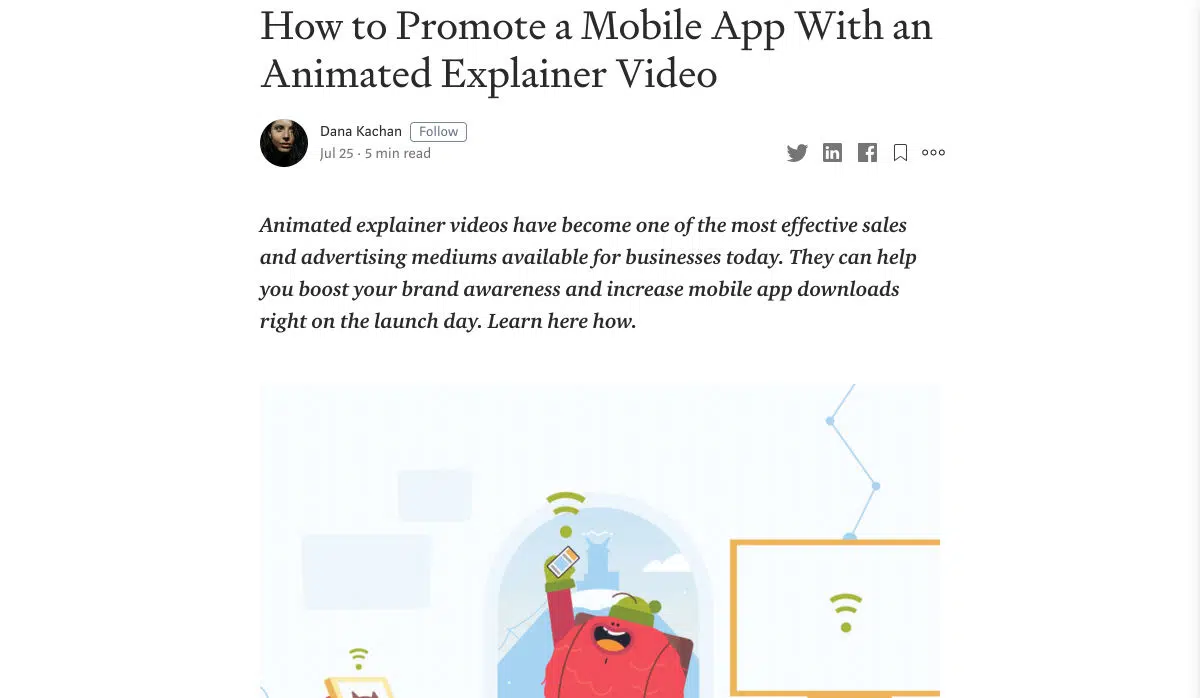 How to Promote a Mobile App With an
Animated Explainer Video
Dana Kachan Follow
Jul 25 · 5 min read
Animated explainer videos have become one of the most effective sales
and advertising mediums available for businesses today. They can help
you boost your brand awareness and increase mobile app downloads
right on the launch day. Learn here how.